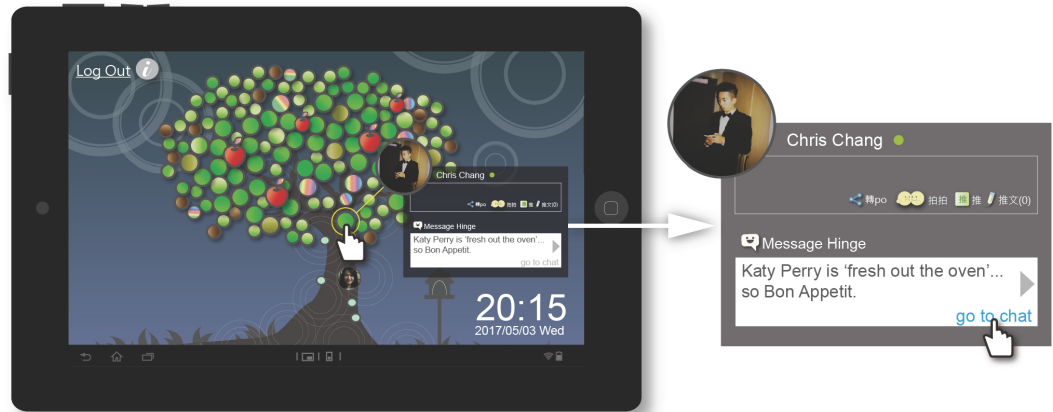 Log Out i
Chris Chang
轉po 拍拍 推 推 推文(0)
Message Hinge
Katy Perry is ‘fresh out the oven’...
so Bon Appetit.
go to chat
20:15
2017/05/03 Wed
Chris Chang
轉po 拍拍 推 推 推文(0)
Message Hinge
Katy Perry is ‘fresh out the oven’...
so Bon Appetit.
go to chat